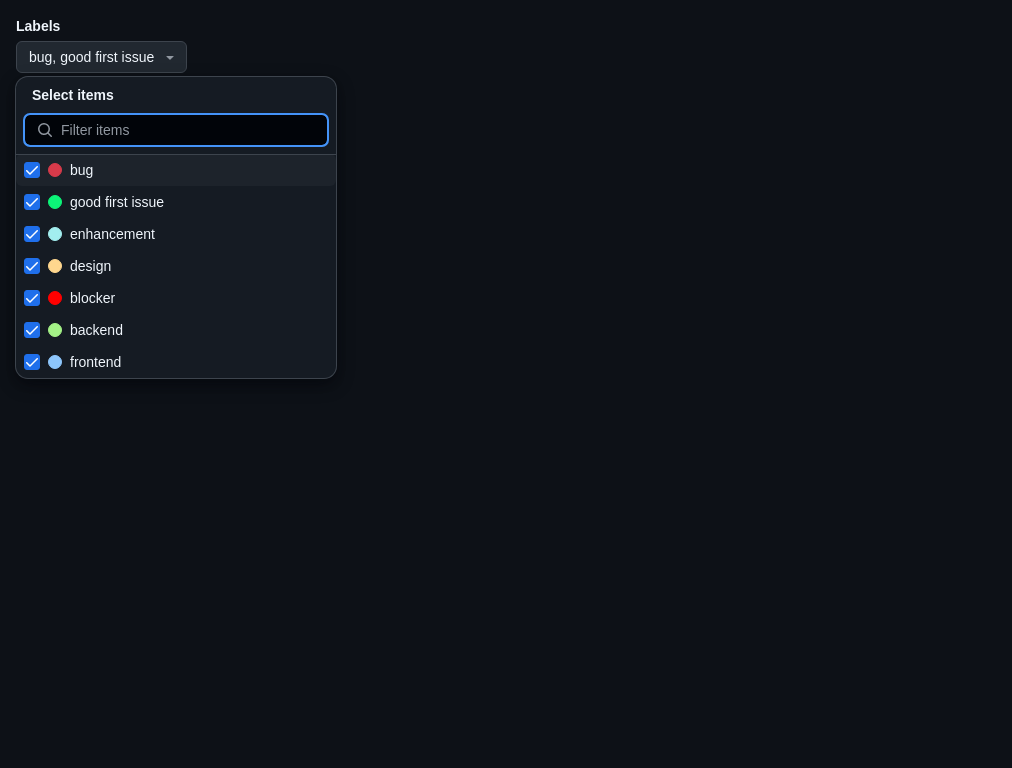 Labels
bug, good first issue
Select items
Filter items
bug
good first issue
enhancement
design
blocker
backend
frontend